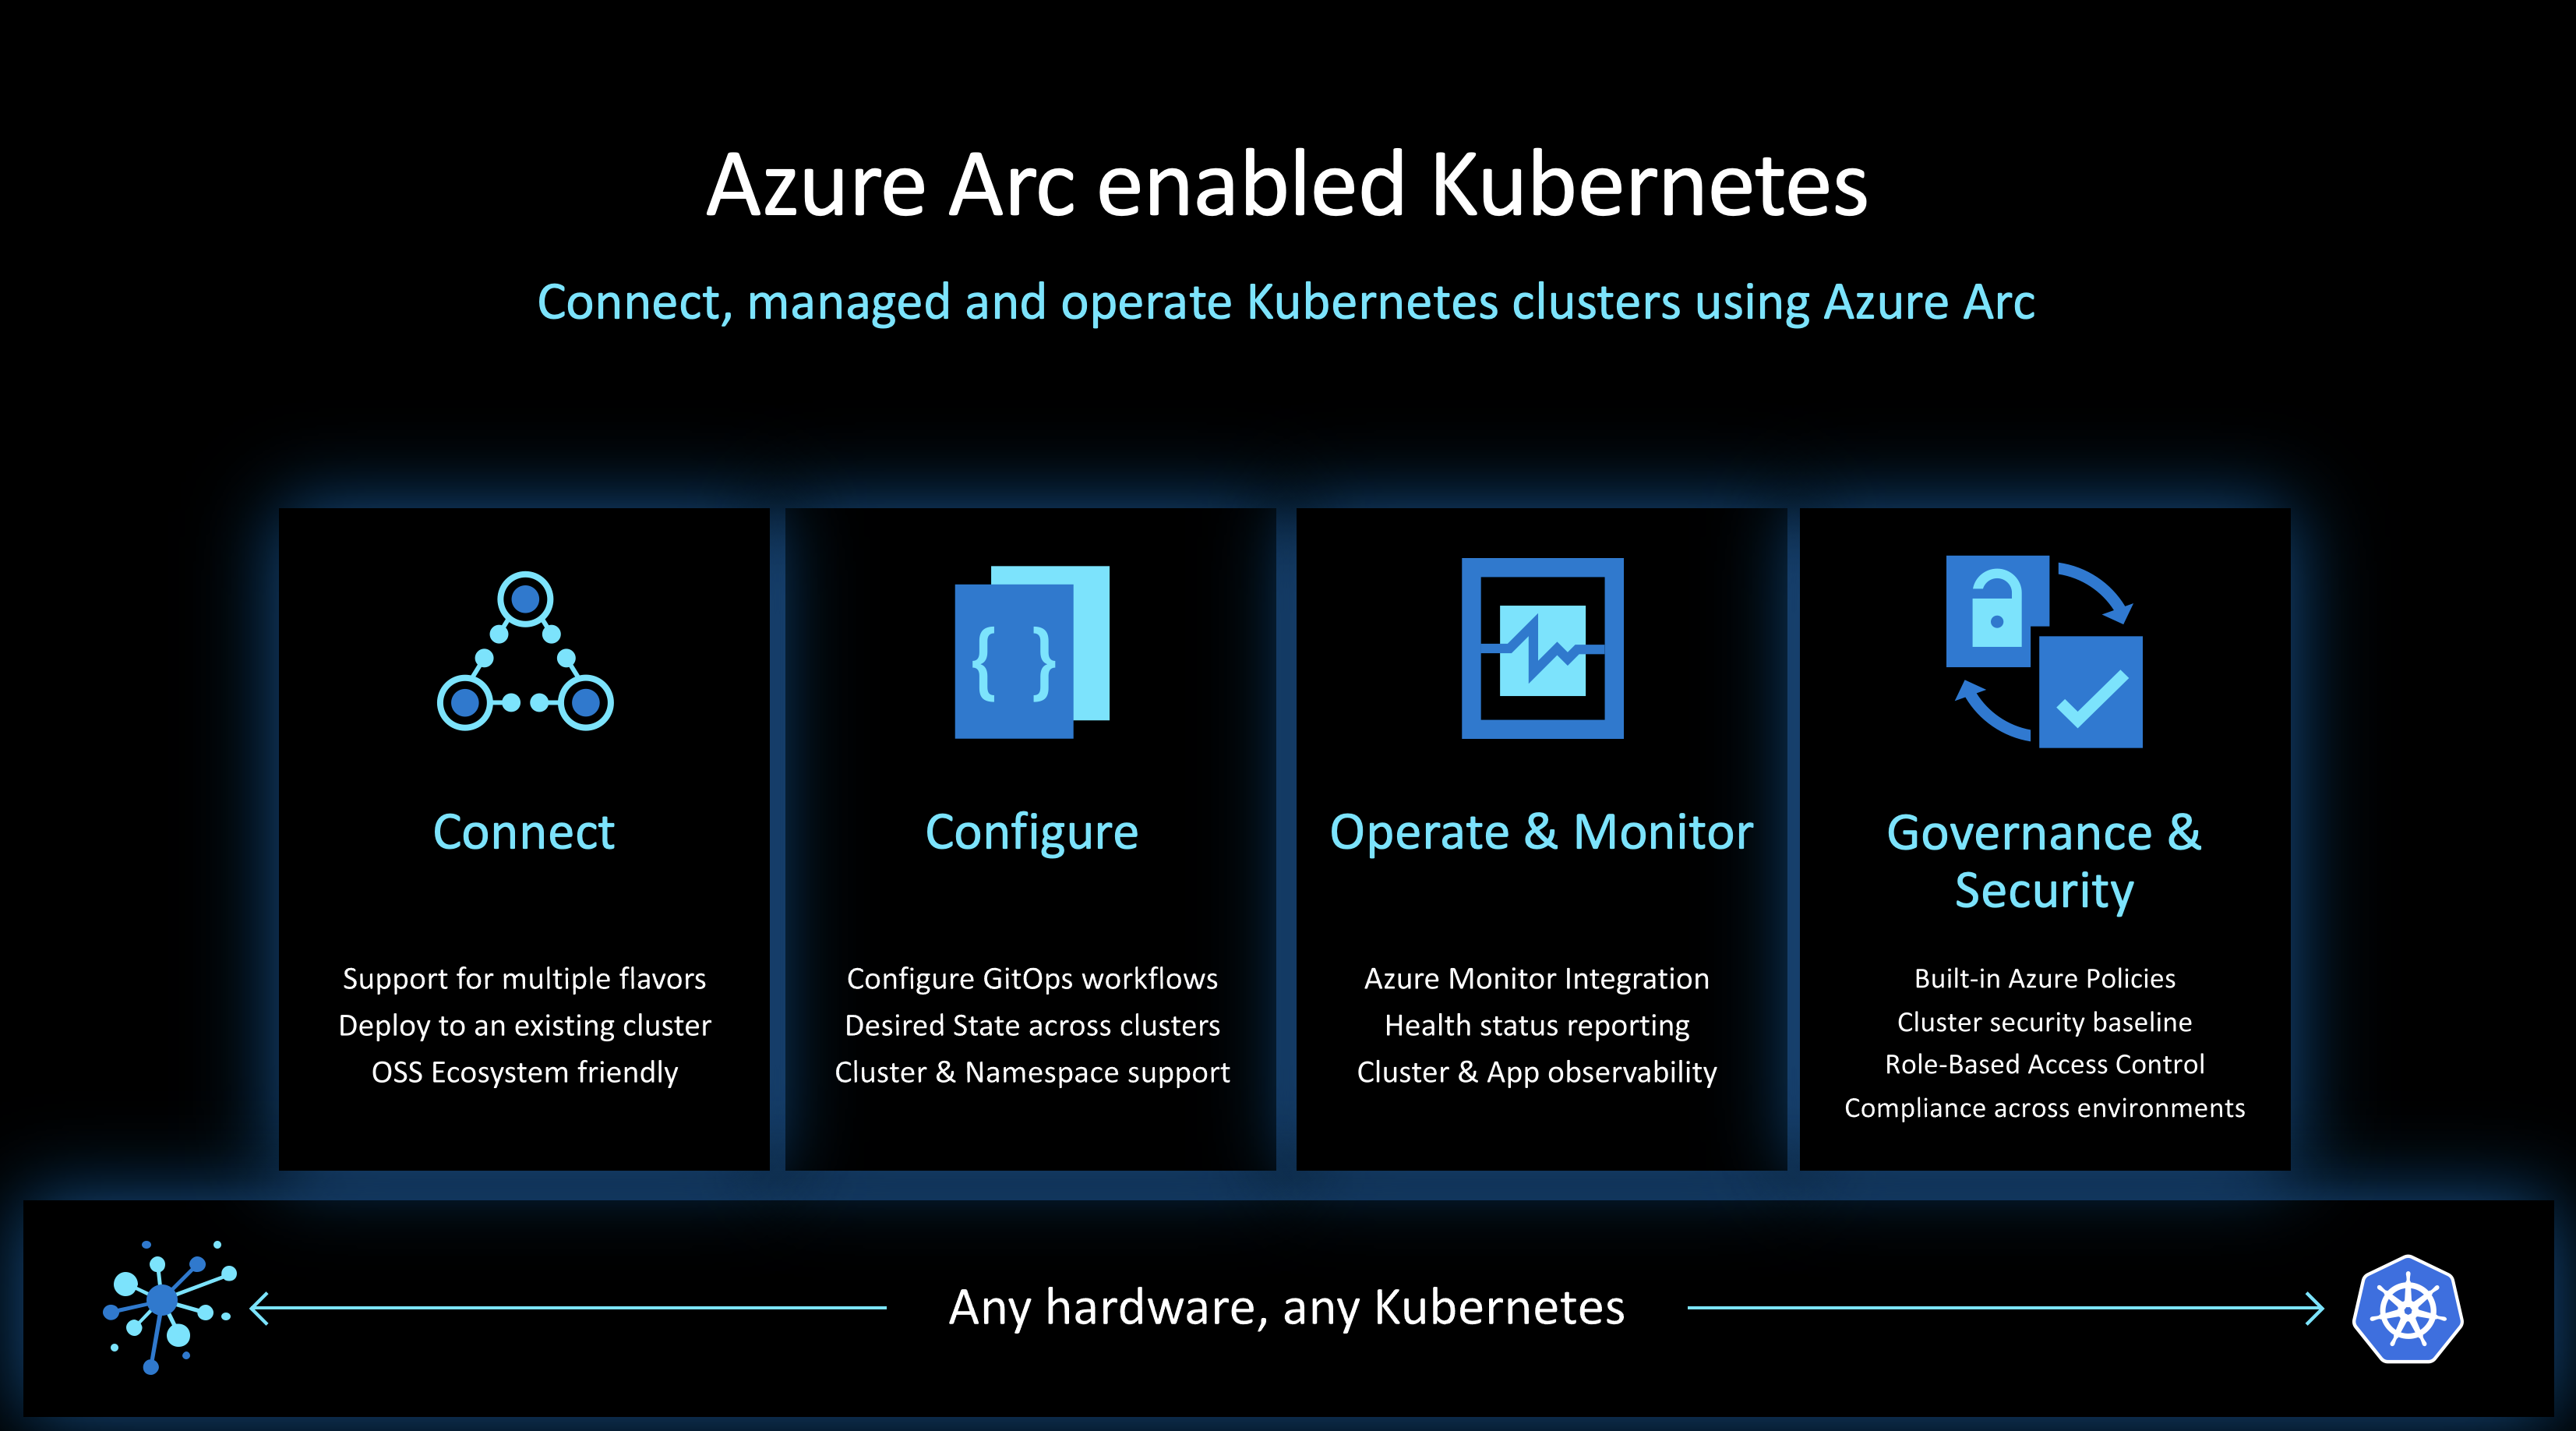 Azure Arc enabled Kubernetes
Connect, managed and operate Kubernetes clusters using Azure Arc
{ }
Connect
Support for multiple flavors
Deploy to an existing cluster
OSS Ecosystem friendly
Configure
Configure GitOps workflows
Desired State across clusters
Cluster & Namespace support
Operate & Monitor
Azure Monitor Integration
Health status reporting
Cluster & App observability
Governance &
Security
Built-in Azure Policies
Cluster security baseline
Role-Based Access Control
Compliance across environments
Any hardware, any Kubernetes